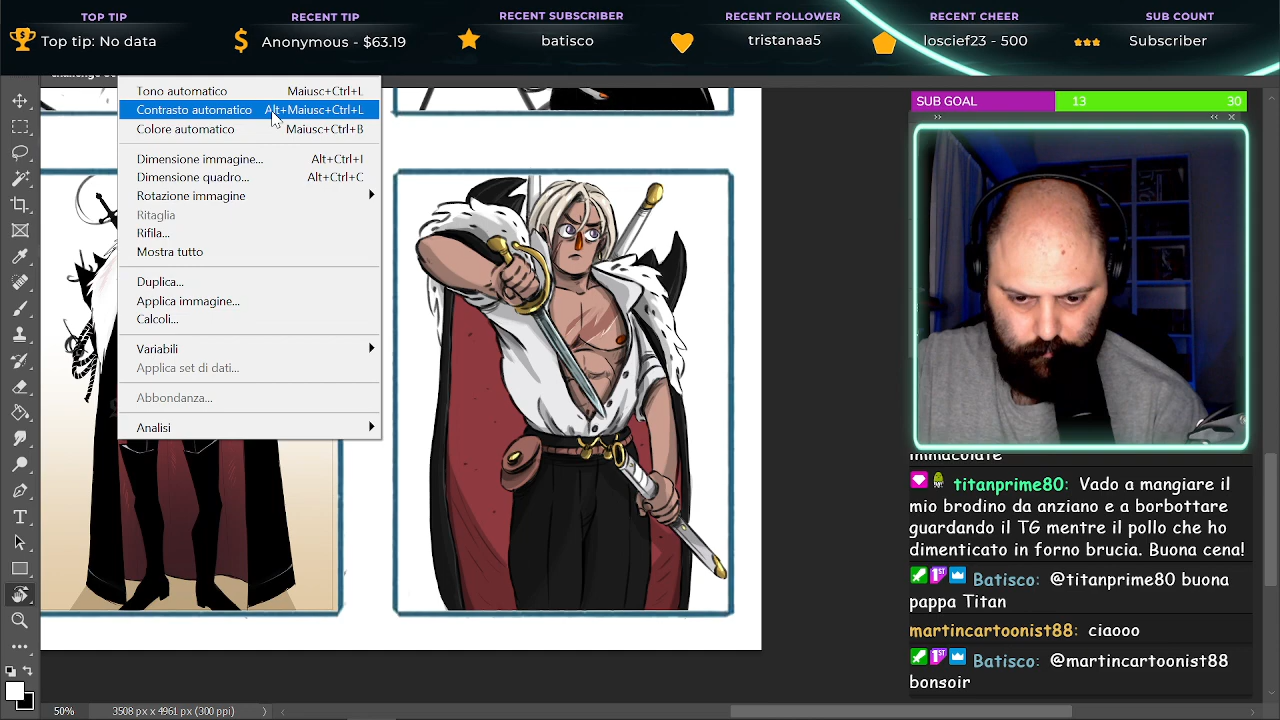 TOP TIP
Top tip: No data
RECENT TIP
Anonymous - $63.19
RECENT SUBSCRIBER
batisco
RECENT FOLLOWER
tristanaa5
RECENT CHEER
loscief23 - 500
SUB COUNT
Subscriber
Tono automatico Maiusc+Ctrl+L
Contrasto automatico Alt+Maiusc+Ctrl+L
Colore automatico Maiusc+Ctrl+B
Dimensione immagine... Alt+Ctrl+I
Dimensione quadro... Alt+Ctrl+C
Rotazione immagine
Ritaglia
Rifila...
Mostra tutto
Duplica...
Applica immagine...
Calcoli...
Variabili
Applica set di dati...
Abbondanza...
Analisi
SUB GOAL 13 30
immacolate
titanprime80: Vado a mangiare il
mio brodino da anziano e a borbottare
guardando il TG mentre il pollo che ho
dimenticato in forno brucia. Buona cena!
Batisco: @titanprime80 buona
pappa Titan
martincartoonist88: ciaooo
Batisco: @martincartoonist88
bonsoir
50% 3508 px x 4961 px (300 ppi)